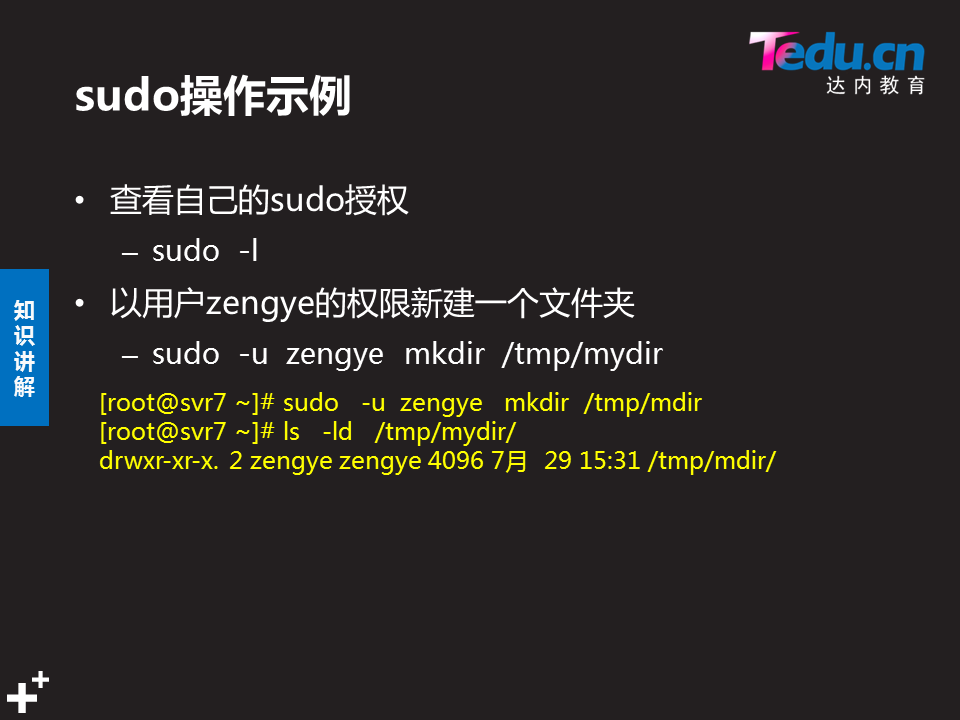 Tedu.cn
达内教育
sudo操作示例
• 查看自己的sudo授权
– sudo -l
• 以用户zengye的权限新建一个文件夹
– sudo -u zengye mkdir /tmp/mydir
知识讲解
[root@svr7 ~]# sudo -u zengye mkdir /tmp/mdir
[root@svr7 ~]# ls -ld /tmp/mydir/
drwxr-xr-x. 2 zengye zengye 4096 7月 29 15:31 /tmp/mdir/